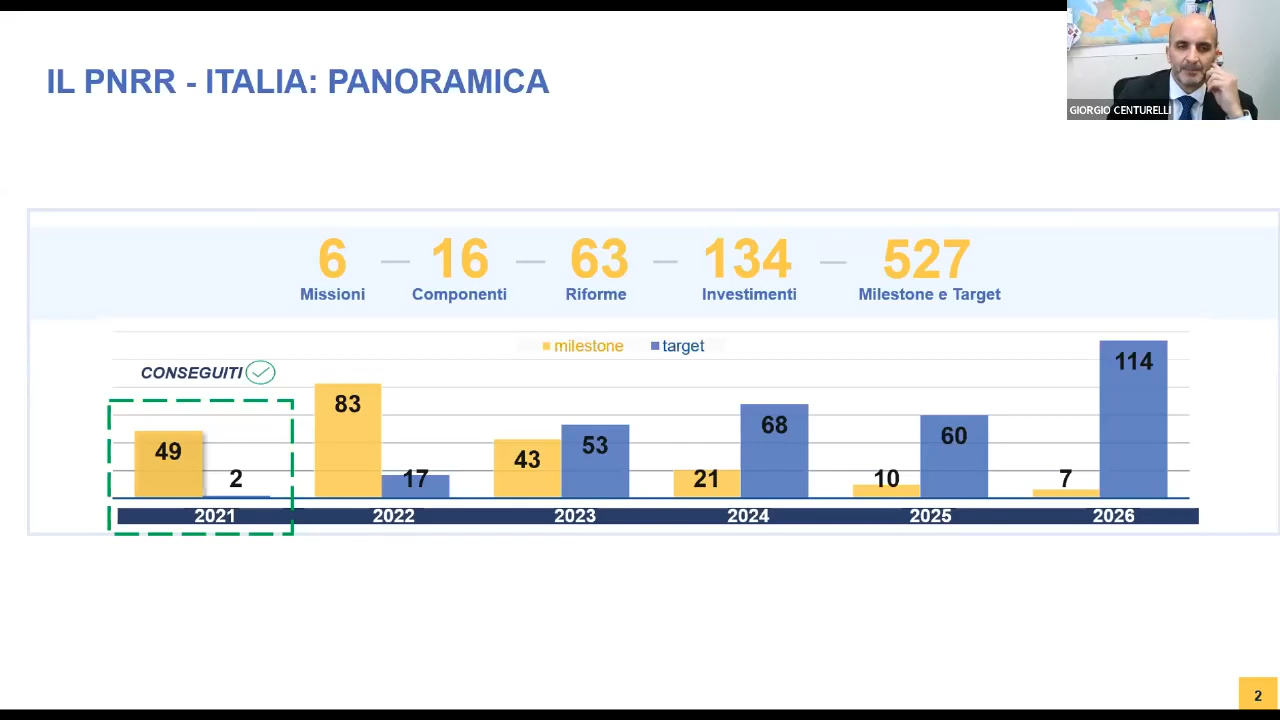 IL PNRR - ITALIA: PANORAMICA
GIORGIO CENTURELLI
6 16 63 134 527
Missioni Componenti Riforme Investimenti Milestone e Target
milestone target
CONSEGUITI
49 2 83 17 43 53 21 68 10 60 7 114
2021 2022 2023 2024 2025 2026
2